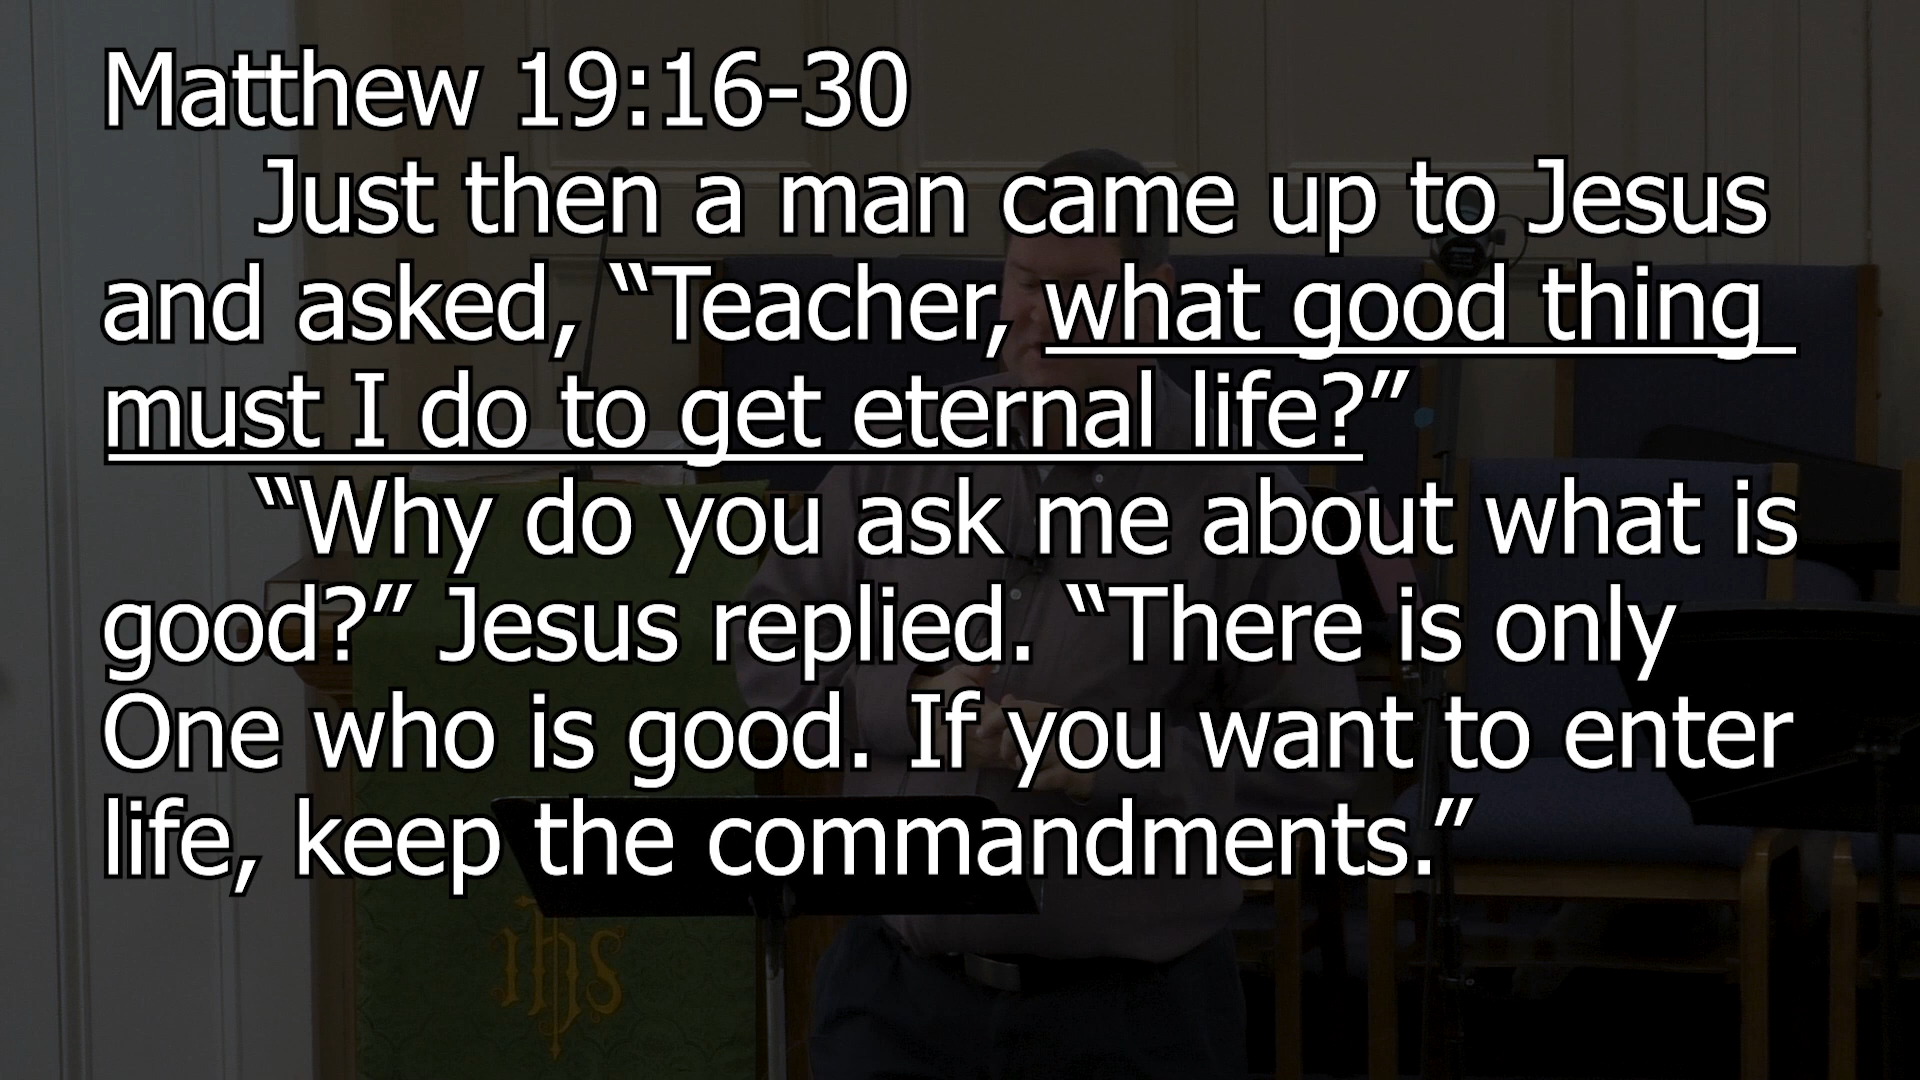 Matthew 19:16-30
Just then a man came up to Jesus
and asked, “Teacher, what good thing
must I do to get eternal life?”
“Why do you ask me about what is
good?” Jesus replied. “There is only
One who is good. If you want to enter
life, keep the commandments.”
ihs